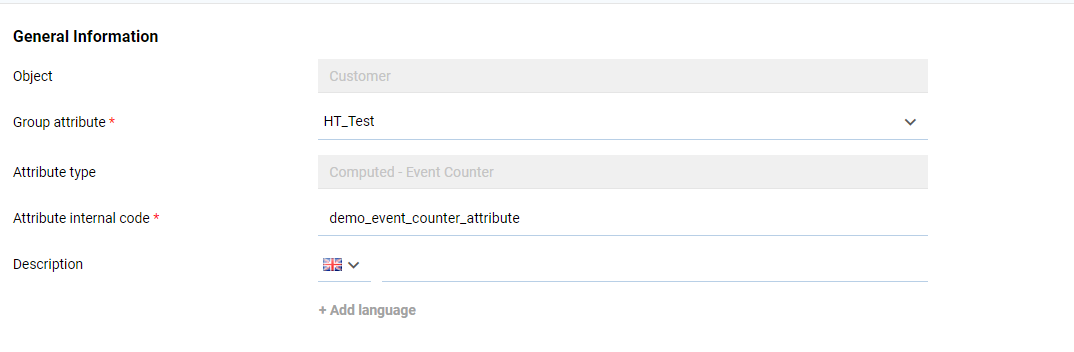 General Information
Object Customer
Group attribute * HT_Test
Attribute type Computed - Event Counter
Attribute internal code * demo_event_counter_attribute
Description
+ Add language